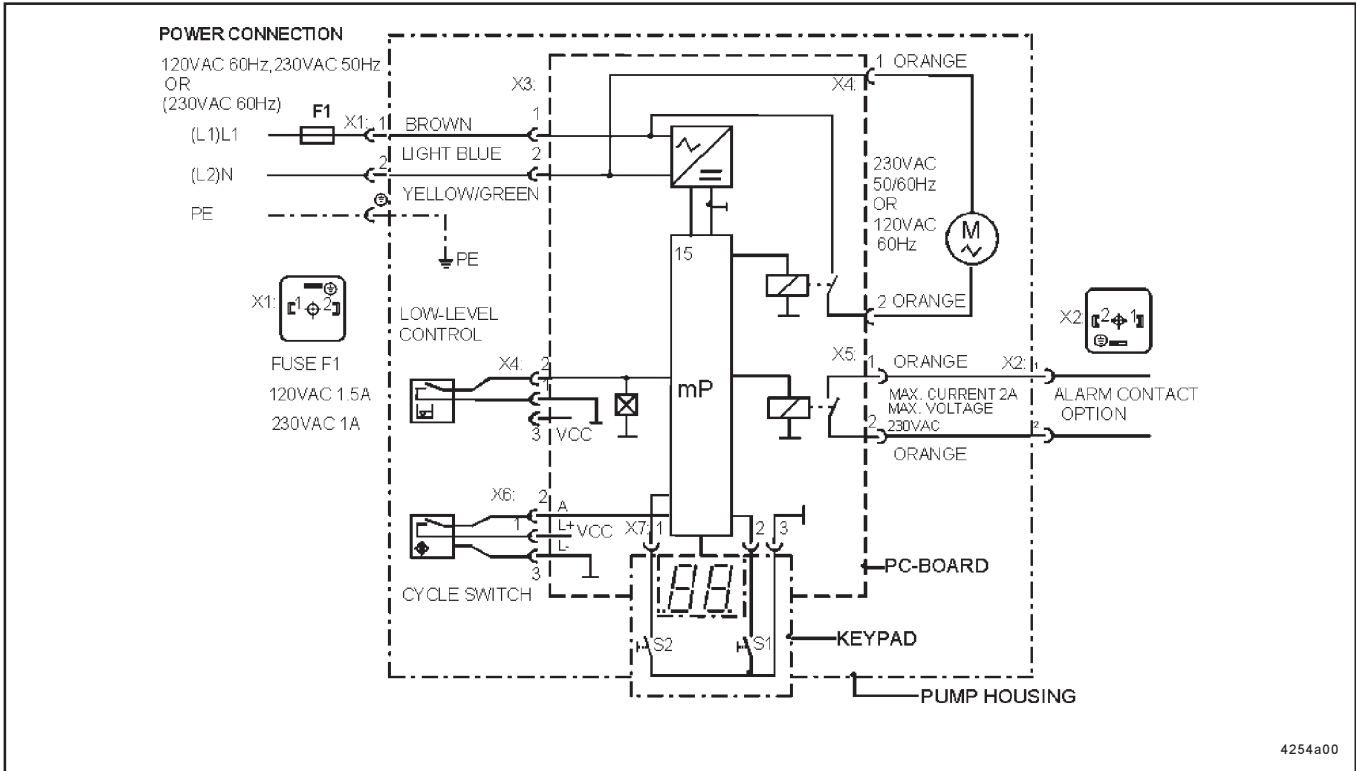 POWER CONNECTION
120VAC 60Hz,230VAC 50Hz
OR
(230VAC 60Hz)
F1
(L1)L1
X1: 1
BROWN
X3:
1
LIGHT BLUE
2
(L2)N
2
YELLOW/GREEN
PE
PE
X4:
1 ORANGE
230VAC
50/60Hz
OR
120VAC
60Hz
M
2 ORANGE
15
mP
X1:
1 2
FUSE F1
120VAC 1.5A
230VAC 1A
LOW-LEVEL
CONTROL
X4: 2
3 VCC
X5: 1
ORANGE
X2: 1
MAX. CURRENT 2A
MAX. VOLTAGE
230VAC
2
ORANGE
2
ALARM CONTACT
OPTION
X2:
2 1
X6: 2 A
1 L+ VCC
L-
3
CYCLE SWITCH
X7: 1 2 3
88
S2 S1
PC-BOARD
KEYPAD
PUMP HOUSING
4254a00